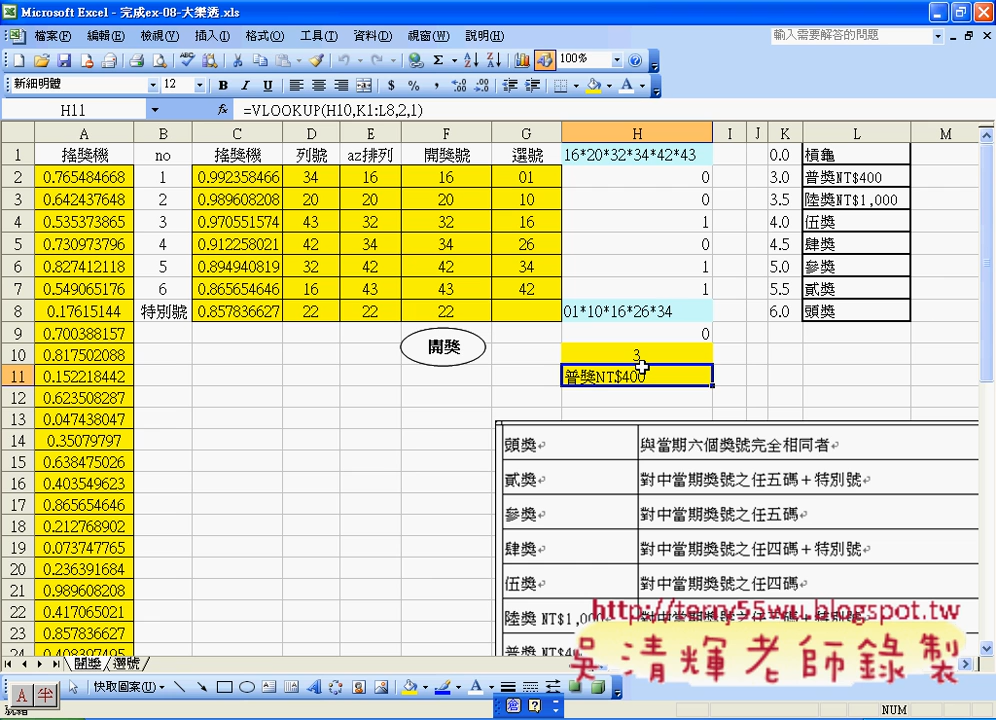 Microsoft Excel - 完成ex-08-大樂透.xls
檔案(F) 編輯(E) 檢視(V) 插入(I) 格式(O) 工具(T) 資料(D) 視窗(W) 說明(H) 輸入需要解答的問題
100%
新細明體 12 B I U $ % ,
H11 fx =VLOOKUP(H10,K1:L8,2,1)
A B C D E F G H I J K L M
1 搖獎機 no 搖獎機 列號 az排列 開獎號 選號 16*20*32*34*42*43 0.0 槓龜
2 0.765484668 1 0.992358466 34 16 16 01 0 3.0 普獎NT$400
3 0.642437648 2 0.989608208 20 20 20 10 0 3.5 陸獎NT$1,000
4 0.535373865 3 0.970551574 43 32 32 16 1 4.0 伍獎
5 0.730973796 4 0.912258021 42 34 34 26 0 4.5 肆獎
6 0.827412118 5 0.894940819 32 42 42 34 1 5.0 參獎
7 0.549065176 6 0.865654646 16 43 43 42 1 5.5 貳獎
8 0.17615144 特別號 0.857836627 22 22 22 01*10*16*26*34 6.0 頭獎
9 0.700388157 0
10 0.817502088 開獎 3
11 0.152218442 普獎NT$400
12 0.623508287
13 0.047438047
14 0.35079797 頭獎 與當期六個獎號完全相同者
15 0.638475026
16 0.403549623 貳獎 對中當期獎號之任五碼＋特別號
17 0.865654646 參獎 對中當期獎號之任五碼
18 0.212768902
19 0.073747765 肆獎 對中當期獎號之任四碼＋特別號
20 0.236391684
21 0.989608208 伍獎 對中當期獎號之任四碼
22 0.417065021 陸獎 NT$1,000
http://terry55wu.blogspot.tw
23 0.857836627
吳清輝老師錄製
24
開獎 選號
A 半 快取圖案(U)
就緒 NUM